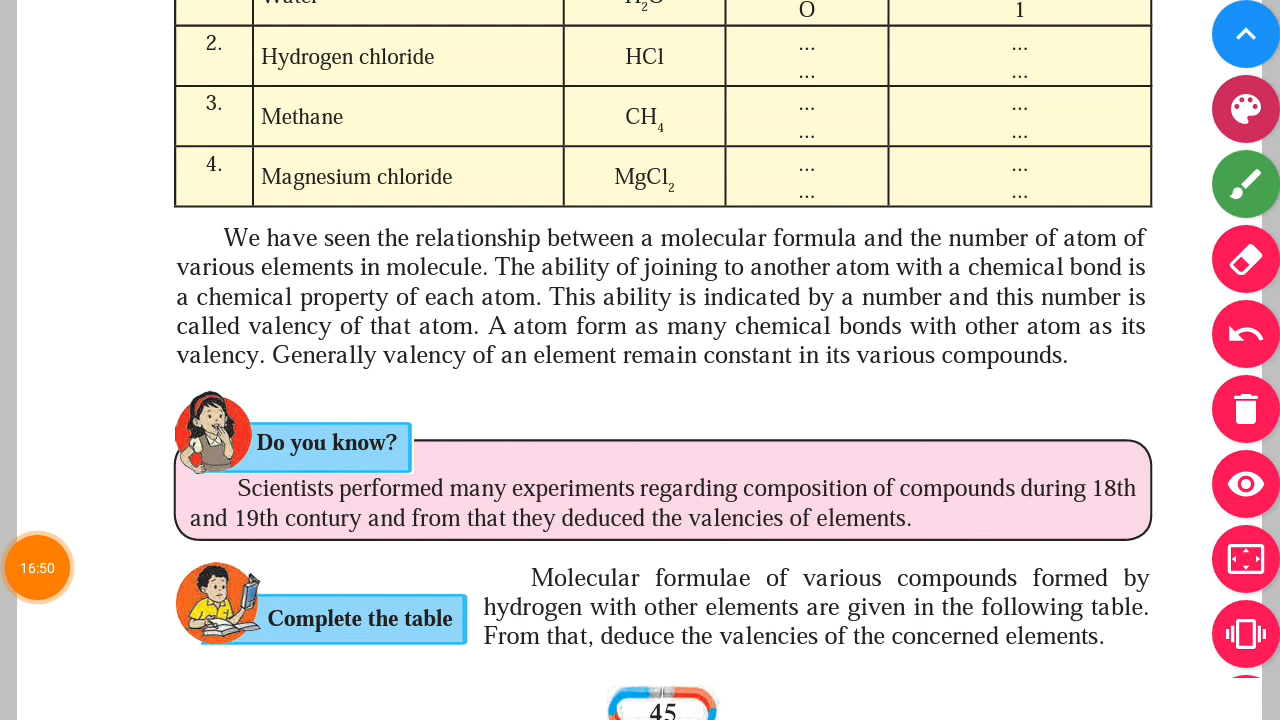 Water H₂O
O 1
2. Hydrogen chloride HCl ... ...
... ...
3. Methane CH₄ ... ...
... ...
4. Magnesium chloride MgCl₂ ... ...
... ...
We have seen the relationship between a molecular formula and the number of atom of
various elements in molecule. The ability of joining to another atom with a chemical bond is
a chemical property of each atom. This ability is indicated by a number and this number is
called valency of that atom. A atom form as many chemical bonds with other atom as its
valency. Generally valency of an element remain constant in its various compounds.
Do you know?
Scientists performed many experiments regarding composition of compounds during 18th
and 19th contury and from that they deduced the valencies of elements.
16:50
Complete the table
Molecular formulae of various compounds formed by
hydrogen with other elements are given in the following table.
From that, deduce the valencies of the concerned elements.
45